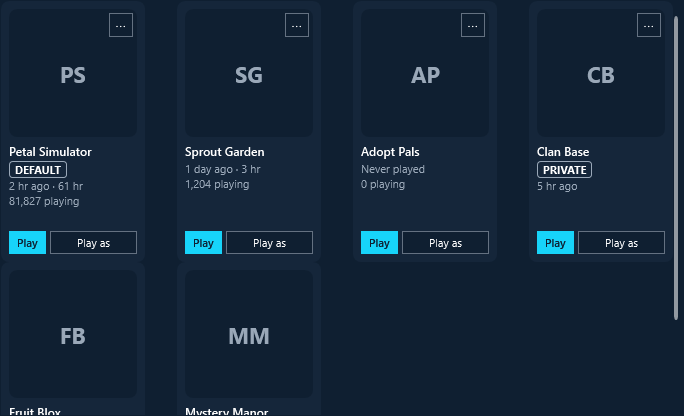 ...
...
...
...
PS
SG
AP
CB
Petal Simulator
DEFAULT
2 hr ago · 61 hr
81,827 playing
Play
Play as
Sprout Garden
1 day ago · 3 hr
1,204 playing
Play
Play as
Adopt Pals
Never played
0 playing
Play
Play as
Clan Base
PRIVATE
5 hr ago
Play
Play as
FB
MM
Fruit Blox
Mystery Manor